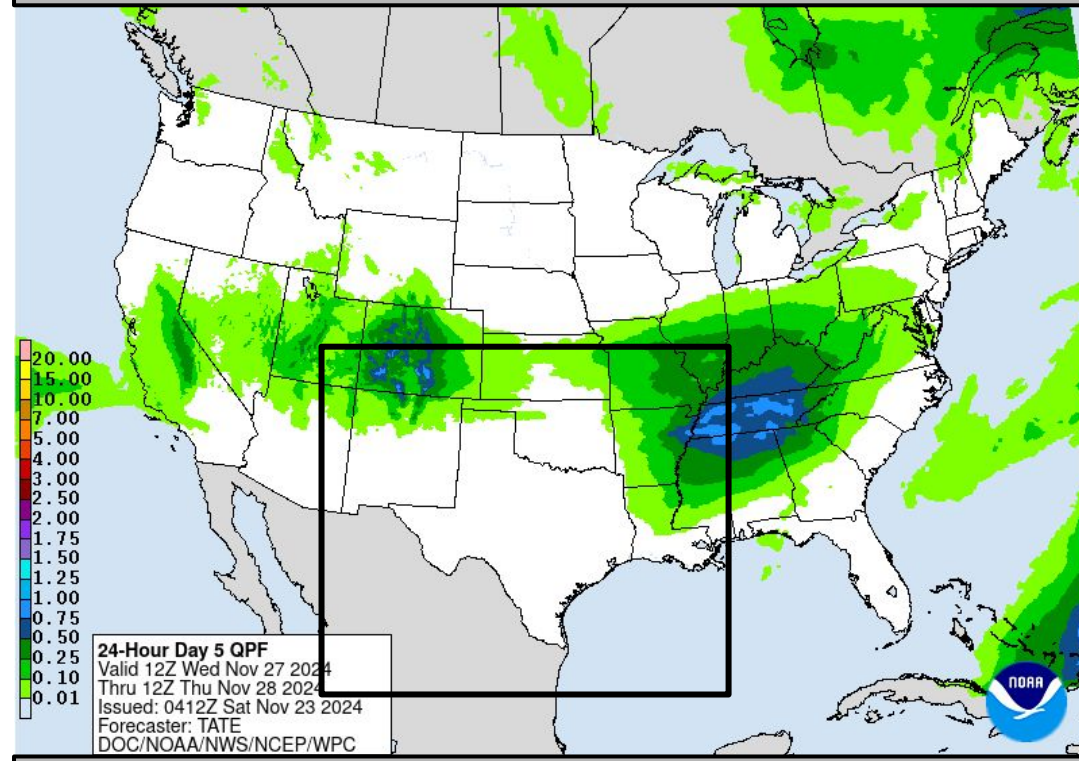 20.00
15.00
10.00
7.00
5.00
4.00
3.00
2.50
2.00
1.75
1.50
1.25
1.00
0.75
0.50
0.25
0.10
0.01
24-Hour Day 5 QPF
Valid 12Z Wed Nov 27 2024
Thru 12Z Thu Nov 28 2024
Issued: 0412Z Sat Nov 23 2024
Forecaster: TATE
DOC/NOAA/NWS/NCEP/WPC
NOAA